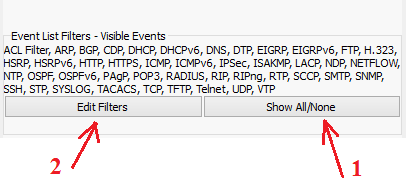 Event List Filters - Visible Events
ACL Filter, ARP, BGP, CDP, DHCP, DHCPv6, DNS, DTP, EIGRP, EIGRPv6, FTP, H.323,
HSRP, HSRPv6, HTTP, HTTPS, ICMP, ICMPv6, IPSec, ISAKMP, LACP, NDP, NETFLOW,
NTP, OSPF, OSPFv6, PAgP, POP3, RADIUS, RIP, RIPng, RTP, SCCP, SMTP, SNMP,
SSH, STP, SYSLOG, TACACS, TCP, TFTP, Telnet, UDP, VTP
Edit Filters Show All/None
2 1